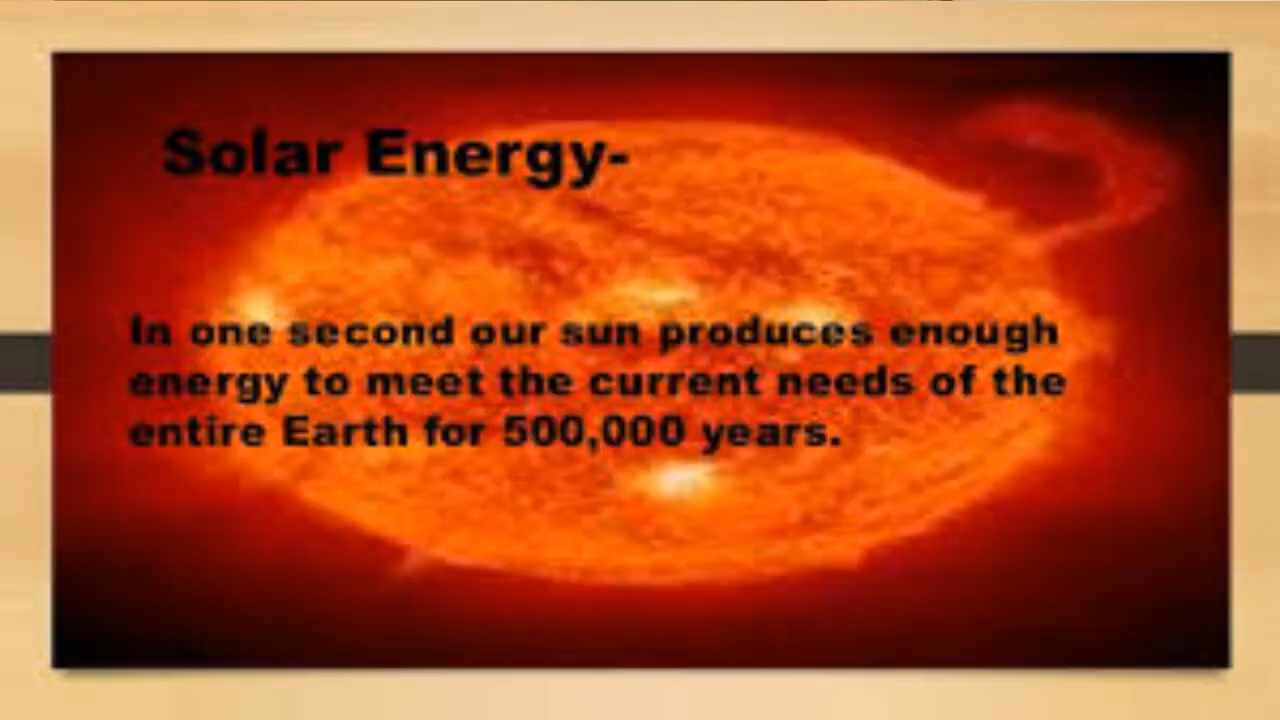 Solar Energy-
In one second our sun produces enough
energy to meet the current needs of the
entire Earth for 500,000 years.